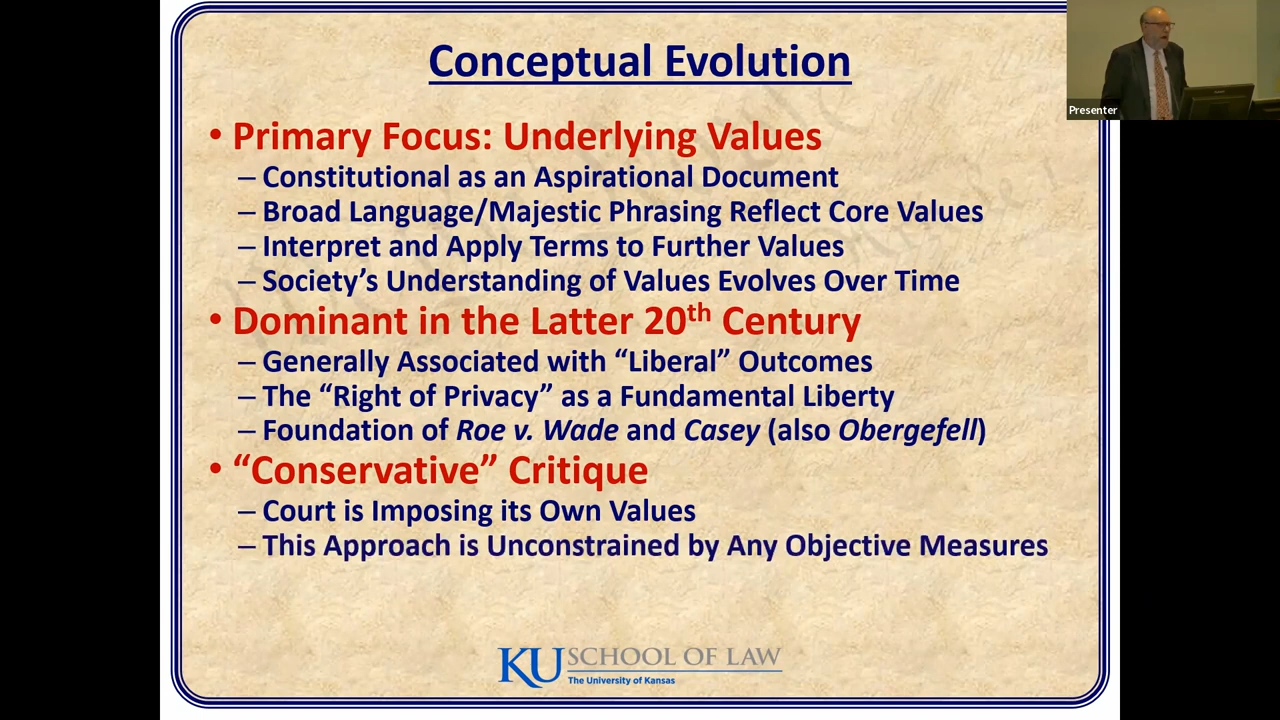 Conceptual Evolution
Presenter
• Primary Focus: Underlying Values
– Constitutional as an Aspirational Document
– Broad Language/Majestic Phrasing Reflect Core Values
– Interpret and Apply Terms to Further Values
– Society’s Understanding of Values Evolves Over Time
• Dominant in the Latter 20th Century
– Generally Associated with “Liberal” Outcomes
– The “Right of Privacy” as a Fundamental Liberty
– Foundation of Roe v. Wade and Casey (also Obergefell)
• “Conservative” Critique
– Court is Imposing its Own Values
– This Approach is Unconstrained by Any Objective Measures
KU SCHOOL OF LAW
The University of Kansas